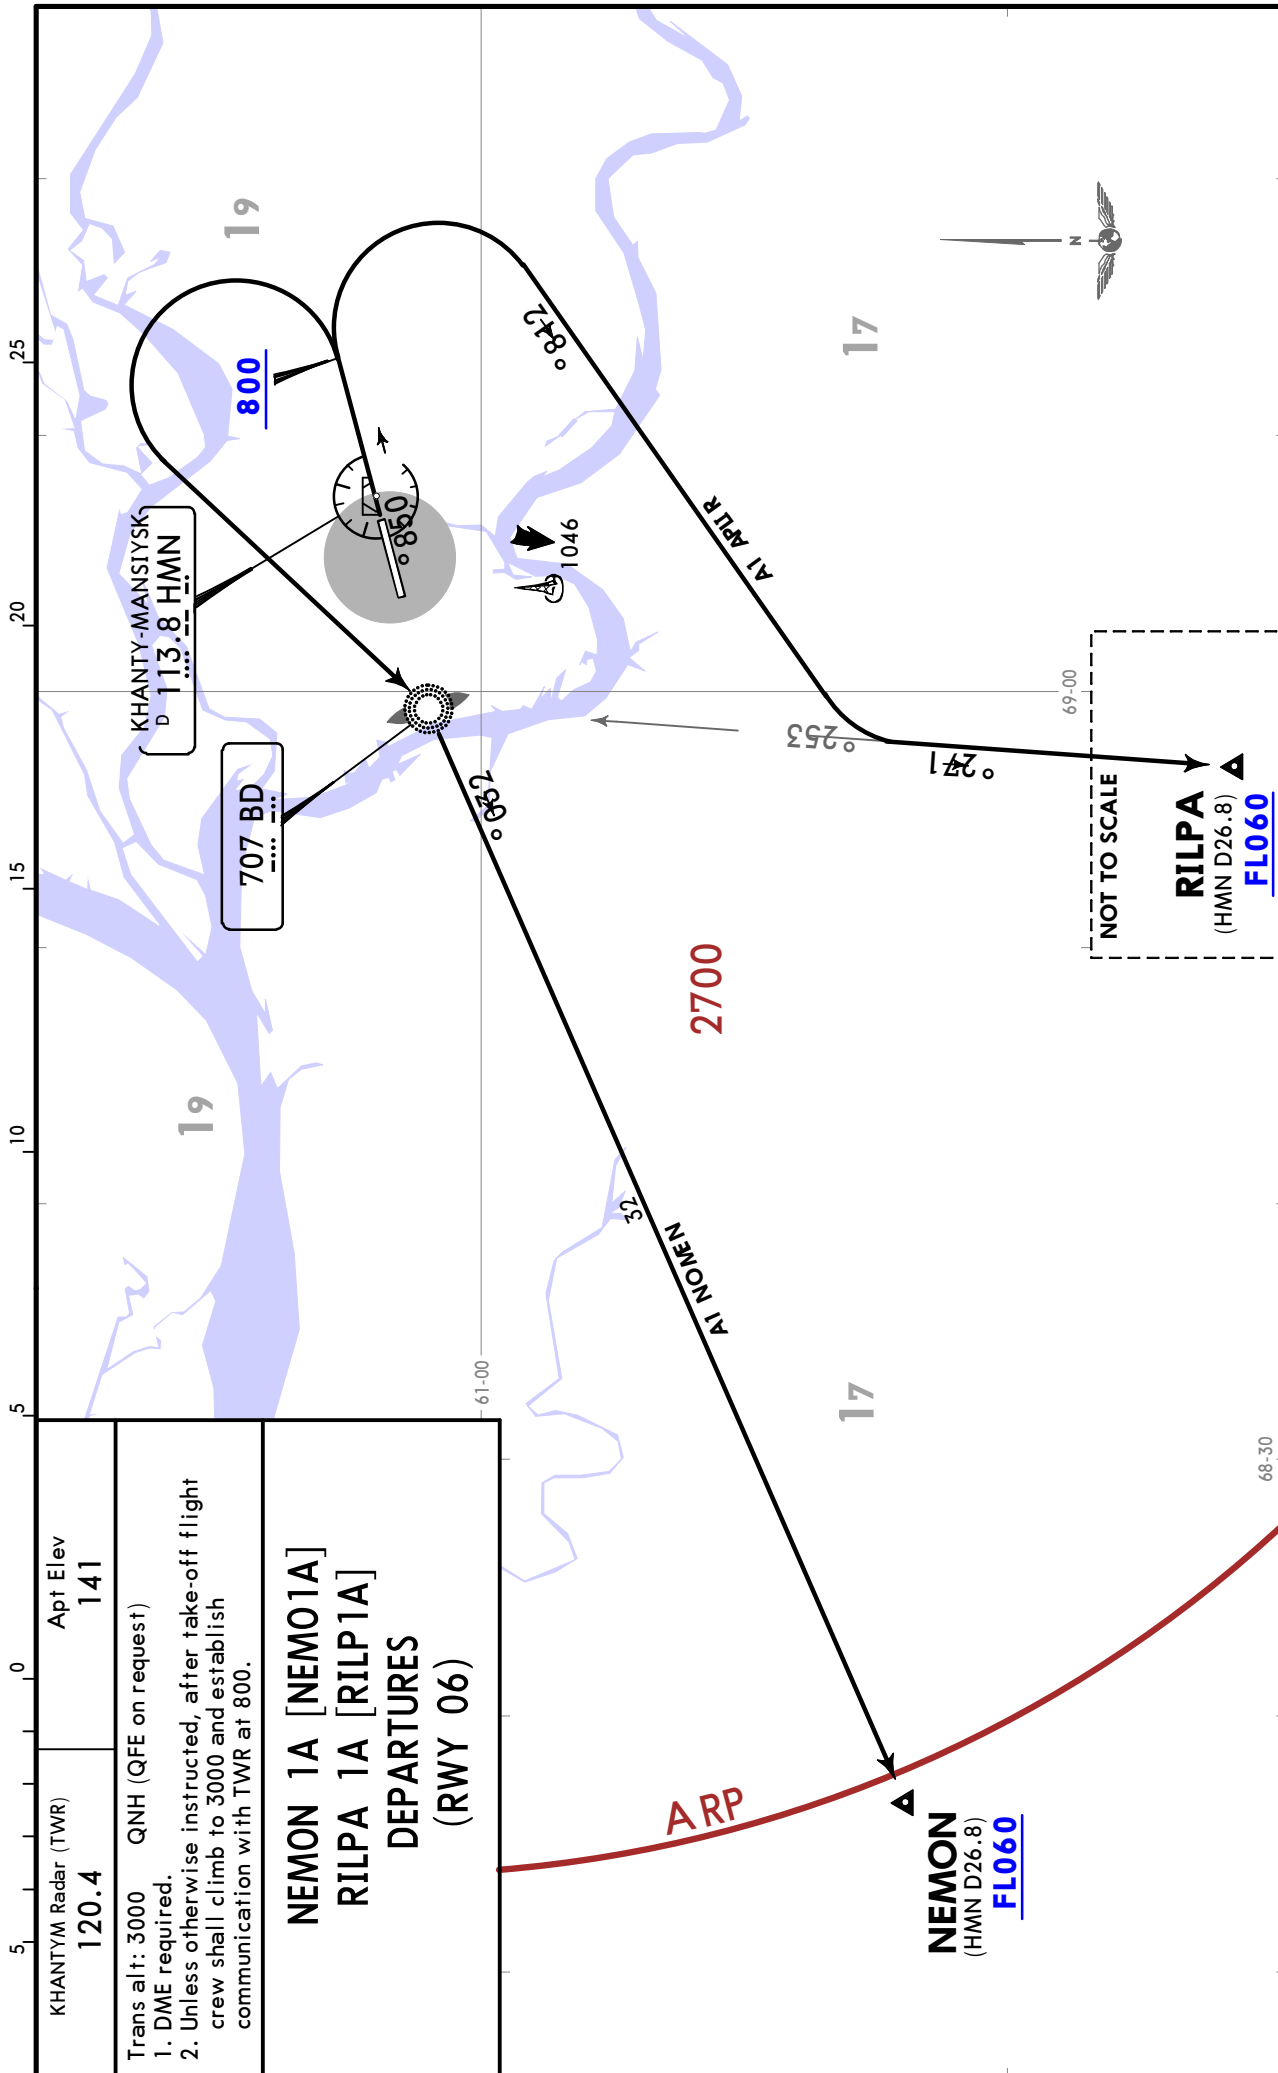 KHANTYM Radar (TWR)
120.4
Apt Elev
141
Trans alt: 3000 QNH (QFE on request)
1. DME required.
2. Unless otherwise instructed, after take-off flight
crew shall climb to 3000 and establish
communication with TWR at 800.
NEMON 1A [NEMO1A]
RILPA 1A [RILP1A]
DEPARTURES
(RWY 06)
5
0
5
10
15
20
25
19
19
KHANTY-MANSIYSK
D 113.8 HMN
707 BD
800
°850
°812
1046
°032
61-00
A1 APLIR
°253
°271
69-00
17
N
2700
32
A1 NOMEN
17
NOT TO SCALE
RILPA
(HMN D26.8)
FL060
ARP
NEMON
(HMN D26.8)
FL060
68-30